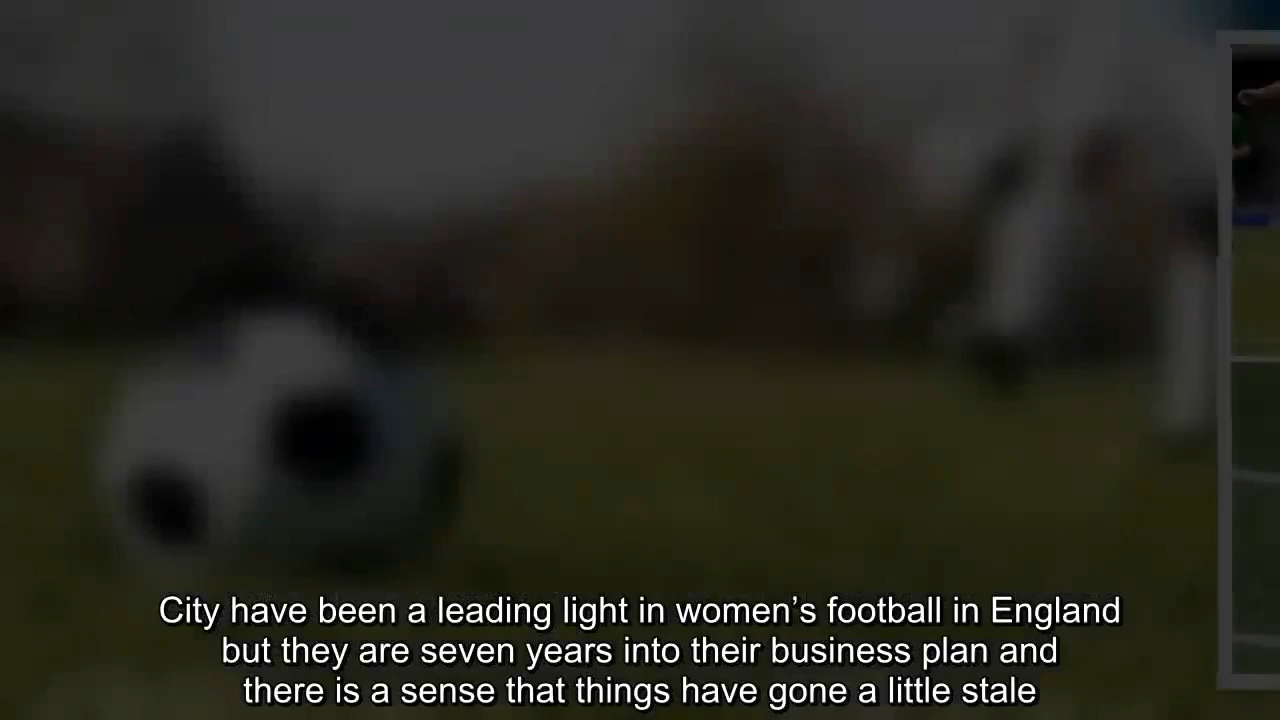 City have been a leading light in women’s football in England
but they are seven years into their business plan and
there is a sense that things have gone a little stale